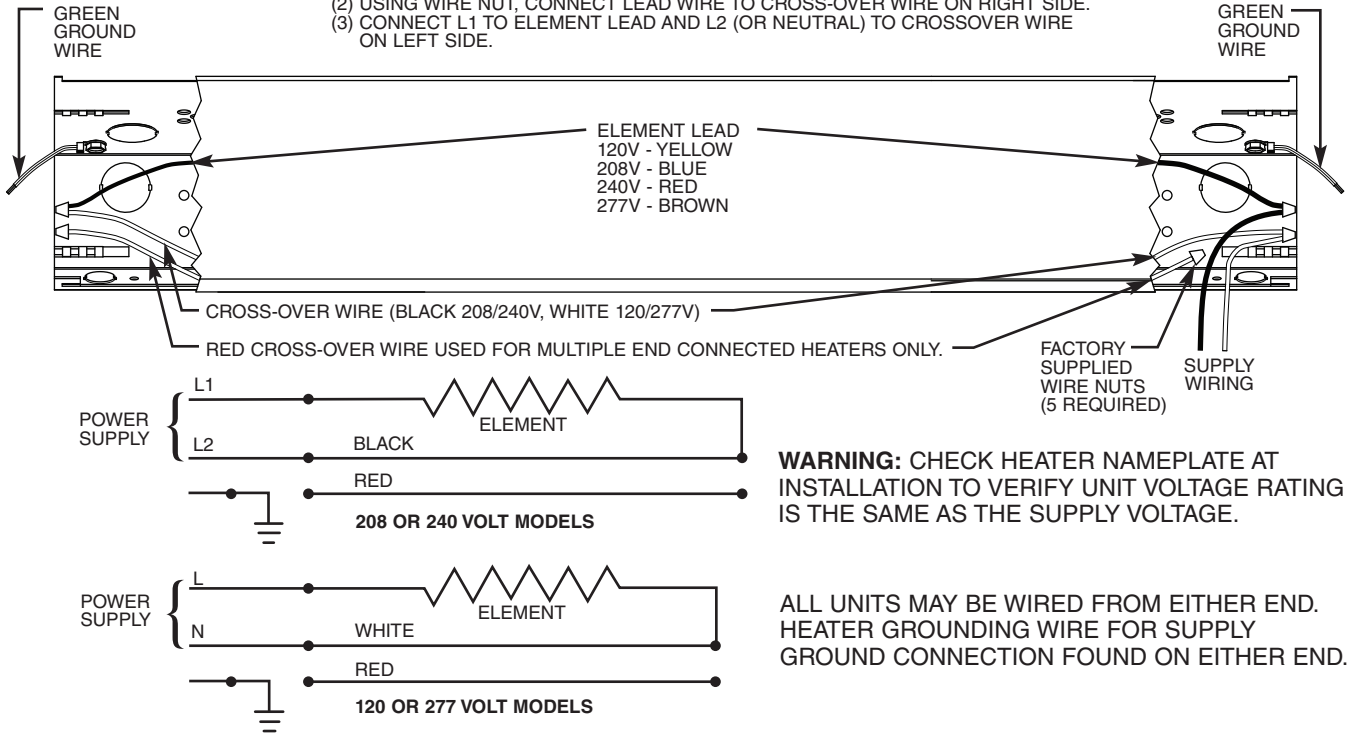 (2) USING WIRE NUT, CONNECT LEAD WIRE TO CROSS-OVER WIRE ON RIGHT SIDE.
(3) CONNECT L1 TO ELEMENT LEAD AND L2 (OR NEUTRAL) TO CROSSOVER WIRE
ON LEFT SIDE.
GREEN
GROUND
WIRE
GREEN
GROUND
WIRE
ELEMENT LEAD
120V - YELLOW
208V - BLUE
240V - RED
277V - BROWN
CROSS-OVER WIRE (BLACK 208/240V, WHITE 120/277V)
RED CROSS-OVER WIRE USED FOR MULTIPLE END CONNECTED HEATERS ONLY.
FACTORY
SUPPLIED
WIRE NUTS
(5 REQUIRED)
SUPPLY
WIRING
POWER
SUPPLY
L1
ELEMENT
L2
BLACK
RED
208 OR 240 VOLT MODELS
WARNING: CHECK HEATER NAMEPLATE AT
INSTALLATION TO VERIFY UNIT VOLTAGE RATING
IS THE SAME AS THE SUPPLY VOLTAGE.
POWER
SUPPLY
L
ELEMENT
N
WHITE
RED
120 OR 277 VOLT MODELS
ALL UNITS MAY BE WIRED FROM EITHER END.
HEATER GROUNDING WIRE FOR SUPPLY
GROUND CONNECTION FOUND ON EITHER END.